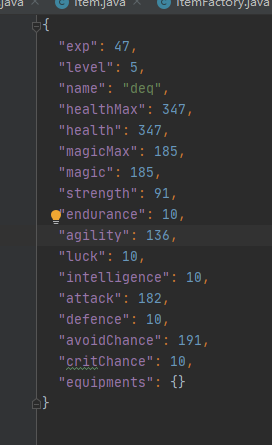 .java Item.java ItemFactory.java
{
"exp": 47,
"level": 5,
"name": "deq",
"healthMax": 347,
"health": 347,
"magicMax": 185,
"magic": 185,
"strength": 91,
"endurance": 10,
"agility": 136,
"luck": 10,
"intelligence": 10,
"attack": 182,
"defence": 10,
"avoidChance": 191,
"critChance": 10,
"equipments": {}
}